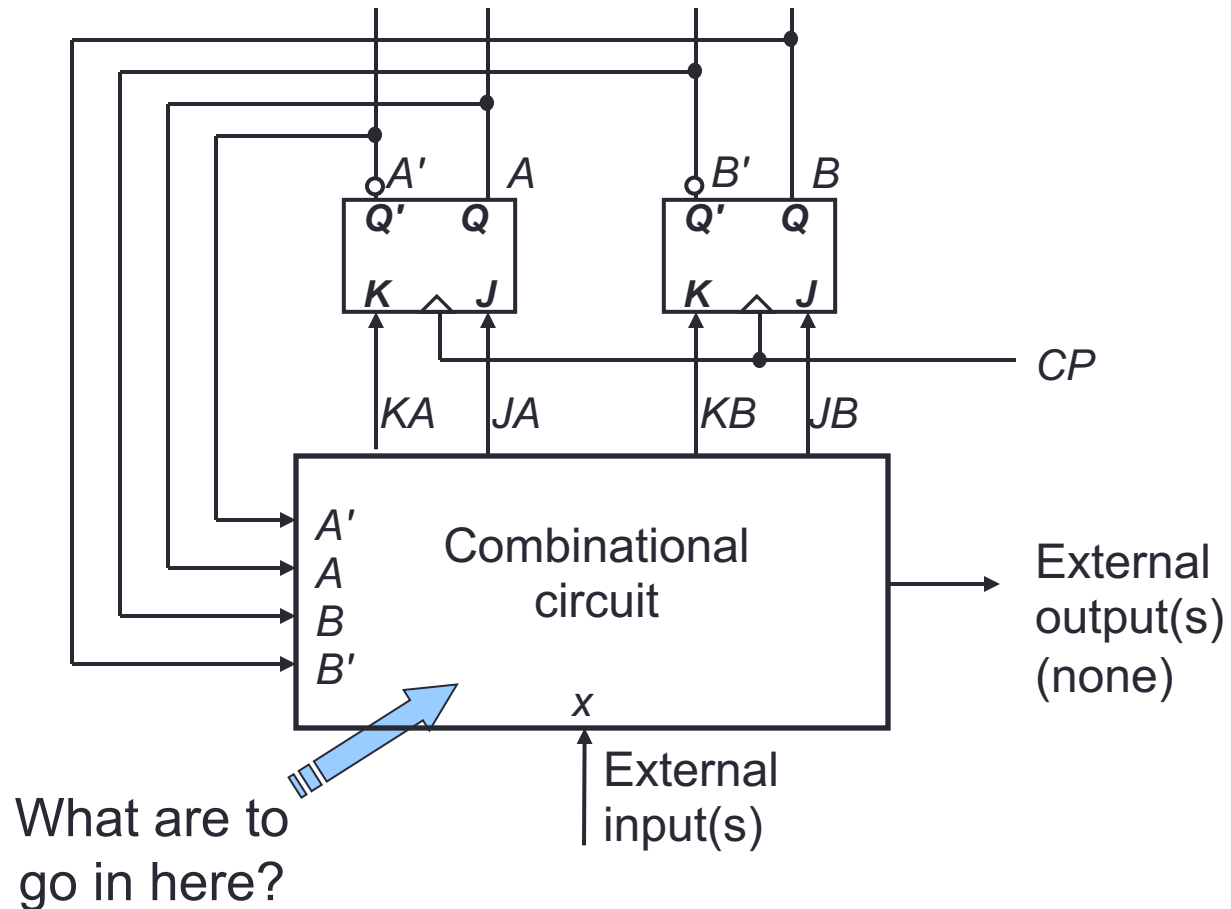 A' A B' B
Q' Q Q' Q
K J K J
CP
KA JA KB JB
A'
A
B
B'
Combinational
circuit
x
External
output(s)
(none)
External
input(s)
What are to
go in here?